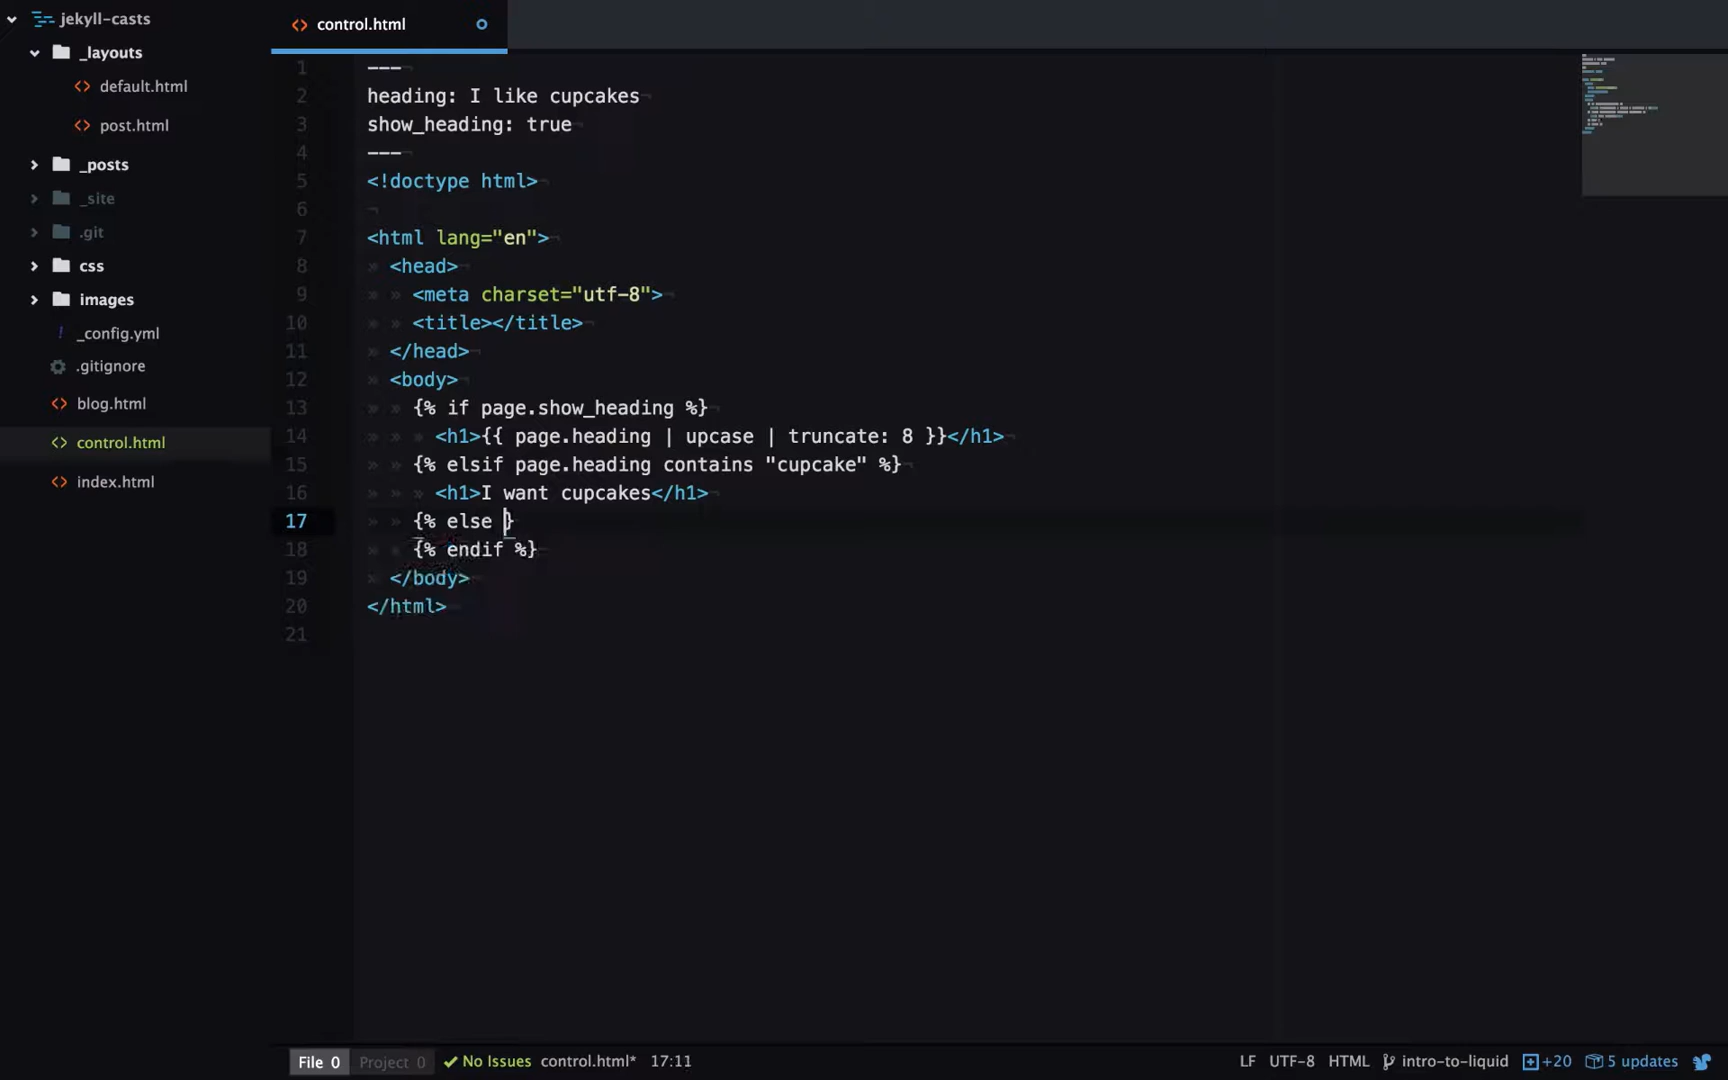 jekyll-casts
_layouts
default.html
post.html
_posts
_site
.git
css
images
_config.yml
.gitignore
blog.html
control.html
index.html
control.html
1 ---
2 heading: I like cupcakes
3 show_heading: true
4 ---
5 <!doctype html>
6
7 <html lang="en">
8 <head>
9 <meta charset="utf-8">
10 <title></title>
11 </head>
12 <body>
13 {% if page.show_heading %}
14 <h1>{{ page.heading | upcase | truncate: 8 }}</h1>
15 {% elsif page.heading contains "cupcake" %}
16 <h1>I want cupcakes</h1>
17 {% else }
18 {% endif %}
19 </body>
20 </html>
21
File 0 Project 0 No Issues control.html* 17:11 LF UTF-8 HTML intro-to-liquid +20 5 updates